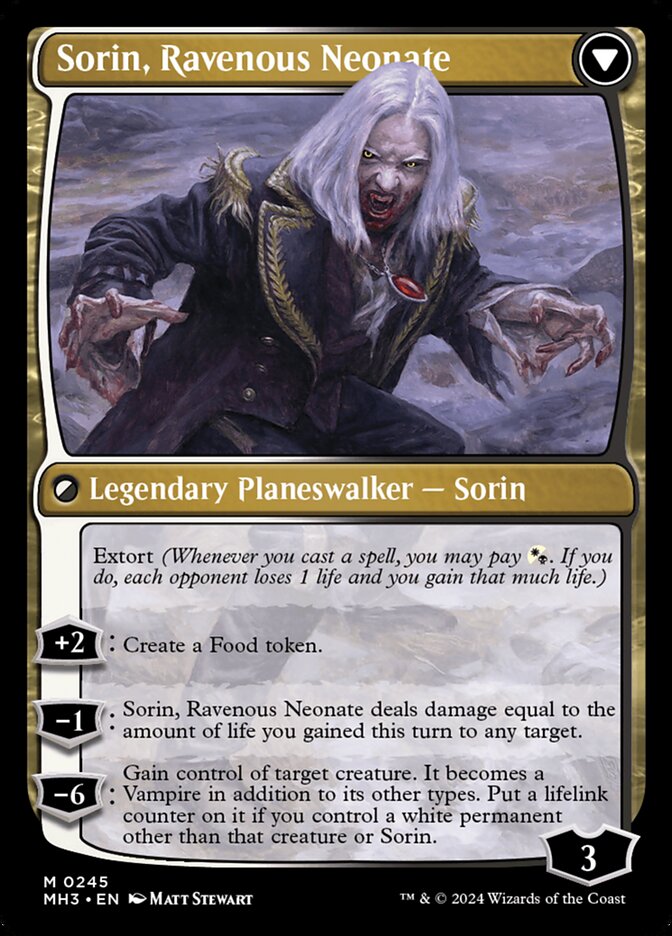 Sorin, Ravenous Neonate
Legendary Planeswalker — Sorin
Extort (Whenever you cast a spell, you may pay . If you
do, each opponent loses 1 life and you gain that much life.)
+2 : Create a Food token.
−1 : Sorin, Ravenous Neonate deals damage equal to the
amount of life you gained this turn to any target.
−6 : Gain control of target creature. It becomes a
Vampire in addition to its other types. Put a lifelink
counter on it if you control a white permanent
other than that creature or Sorin.
3
M 0245
MH3 • EN Matt Stewart
™ & © 2024 Wizards of the Coast